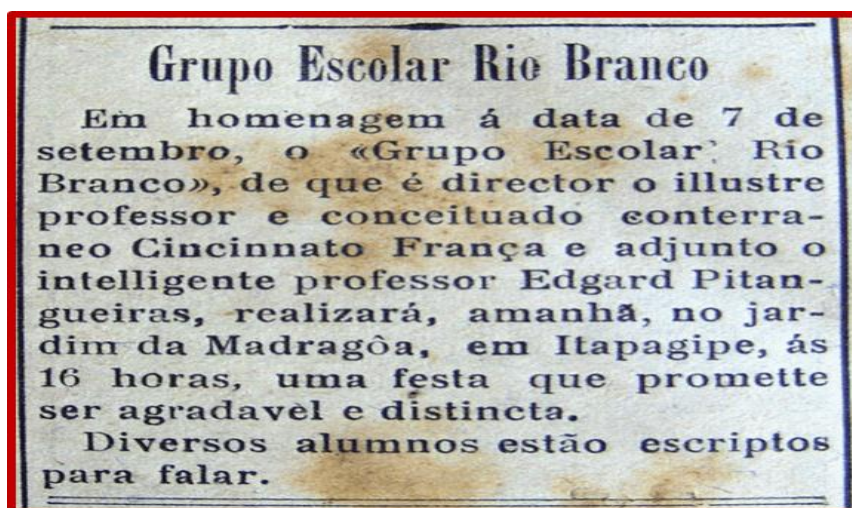 Grupo Escolar Rio Branco
Em homenagem á data de 7 de
setembro, o «Grupo Escolar Rio
Branco», de que é director o illustre
professor e conceituado conterra-
neo Cincinnato França e adjunto o
intelligente professor Edgard Pitan-
gueiras, realizará, amanhã, no jar-
dim da Madragôa, em Itapagipe, ás
16 horas, uma festa que promette
ser agradavel e distincta.
Diversos alumnos estão escriptos
para falar.